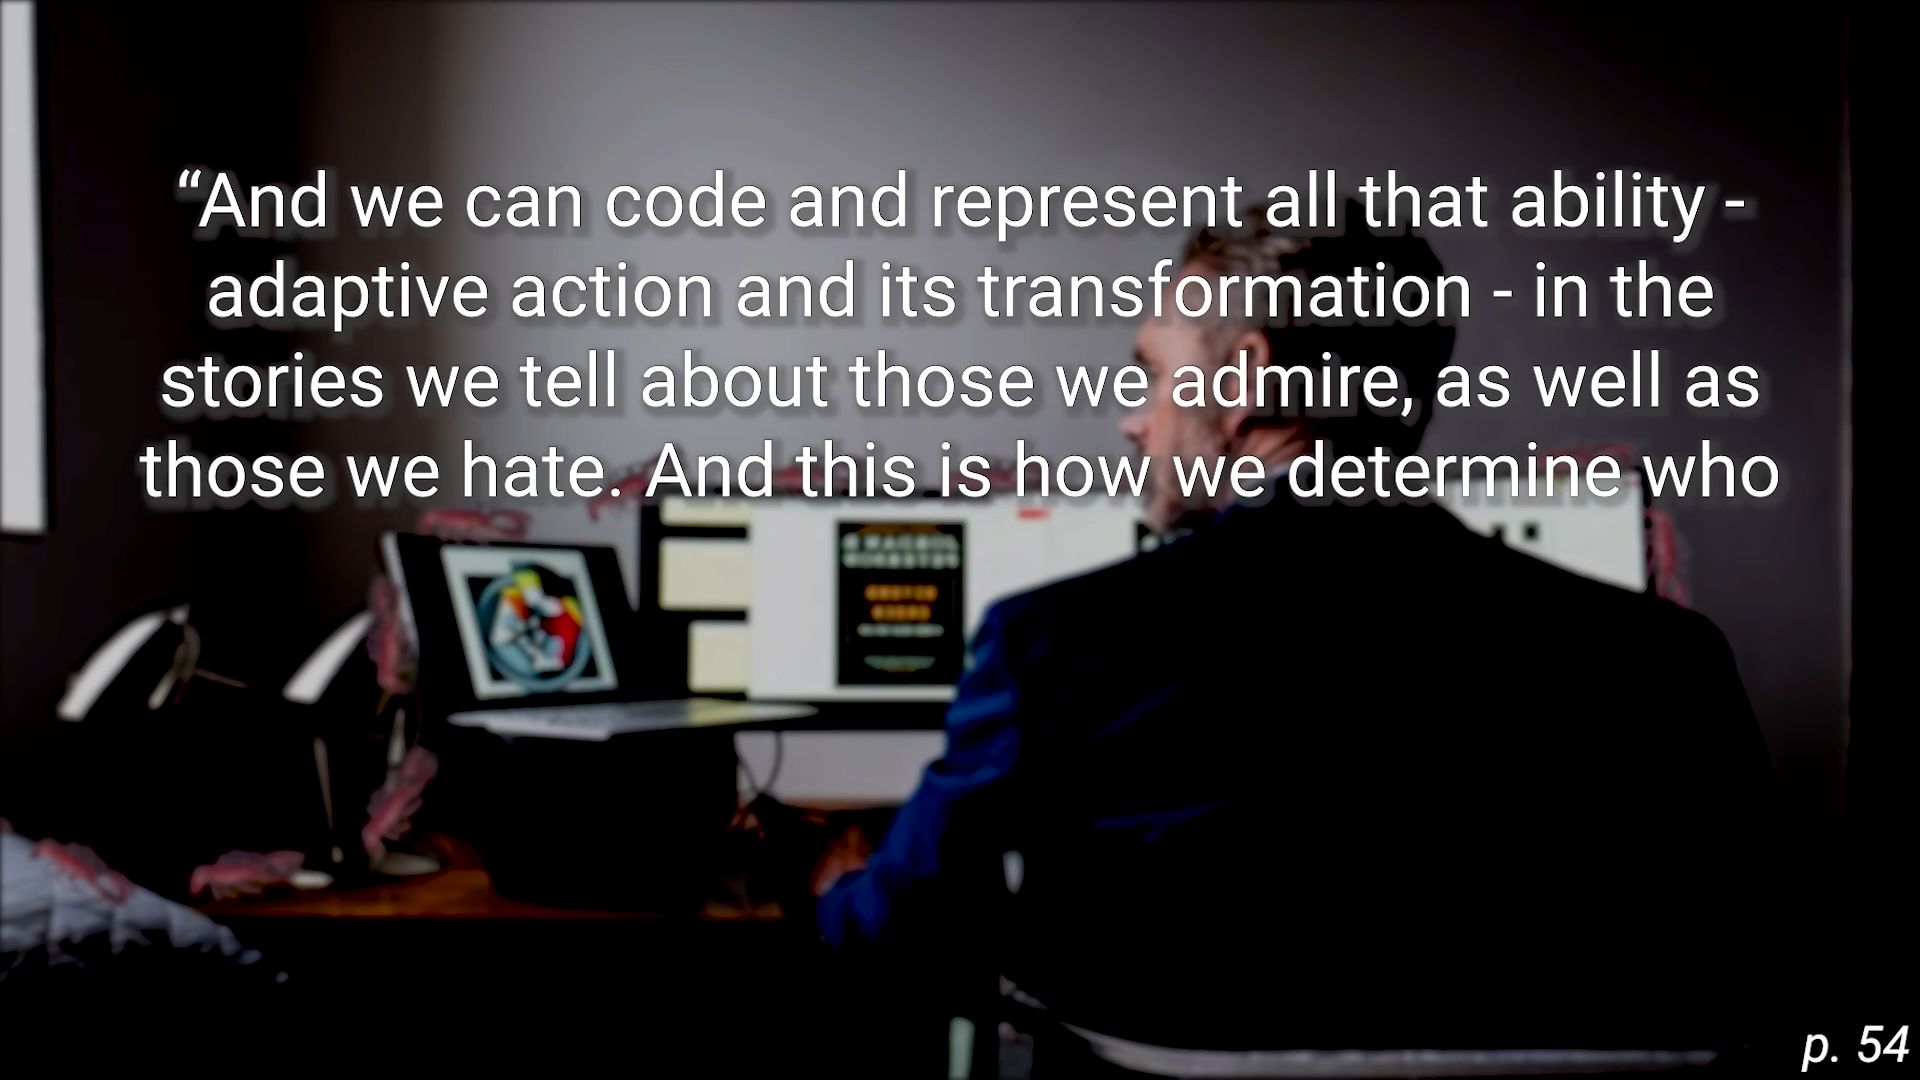 “And we can code and represent all that ability -
adaptive action and its transformation - in the
stories we tell about those we admire, as well as
those we hate. And this is how we determine who
p. 54